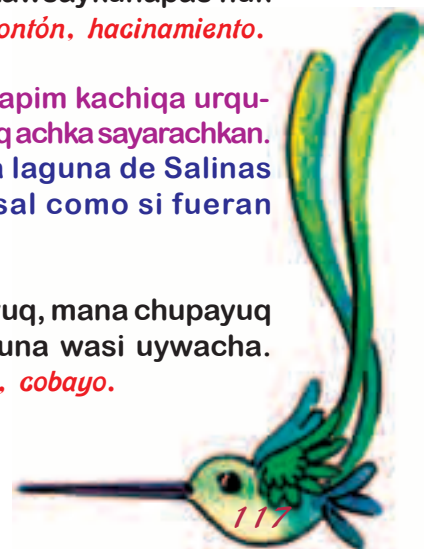 ontón, hacinamiento.
apim kachiqa urqu-
q achka sayarachkan.
a laguna de Salinas
sal como si fueran
ruq, mana chupayuq
una wasi uywacha.
, cobayo.
117